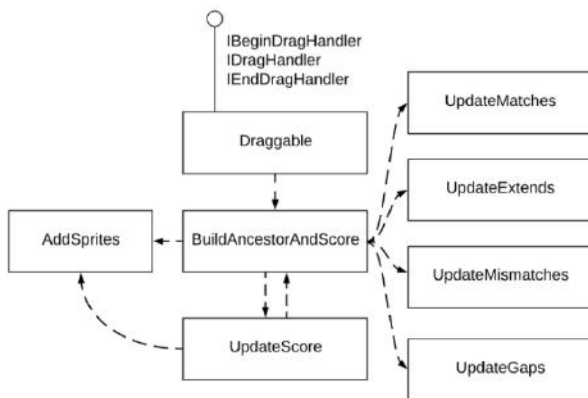 IBeginDragHandler
IDragHandler
IEndDragHandler
Draggable
UpdateMatches
UpdateExtends
AddSprites
BuildAncestorAndScore
UpdateMismatches
UpdateScore
UpdateGaps